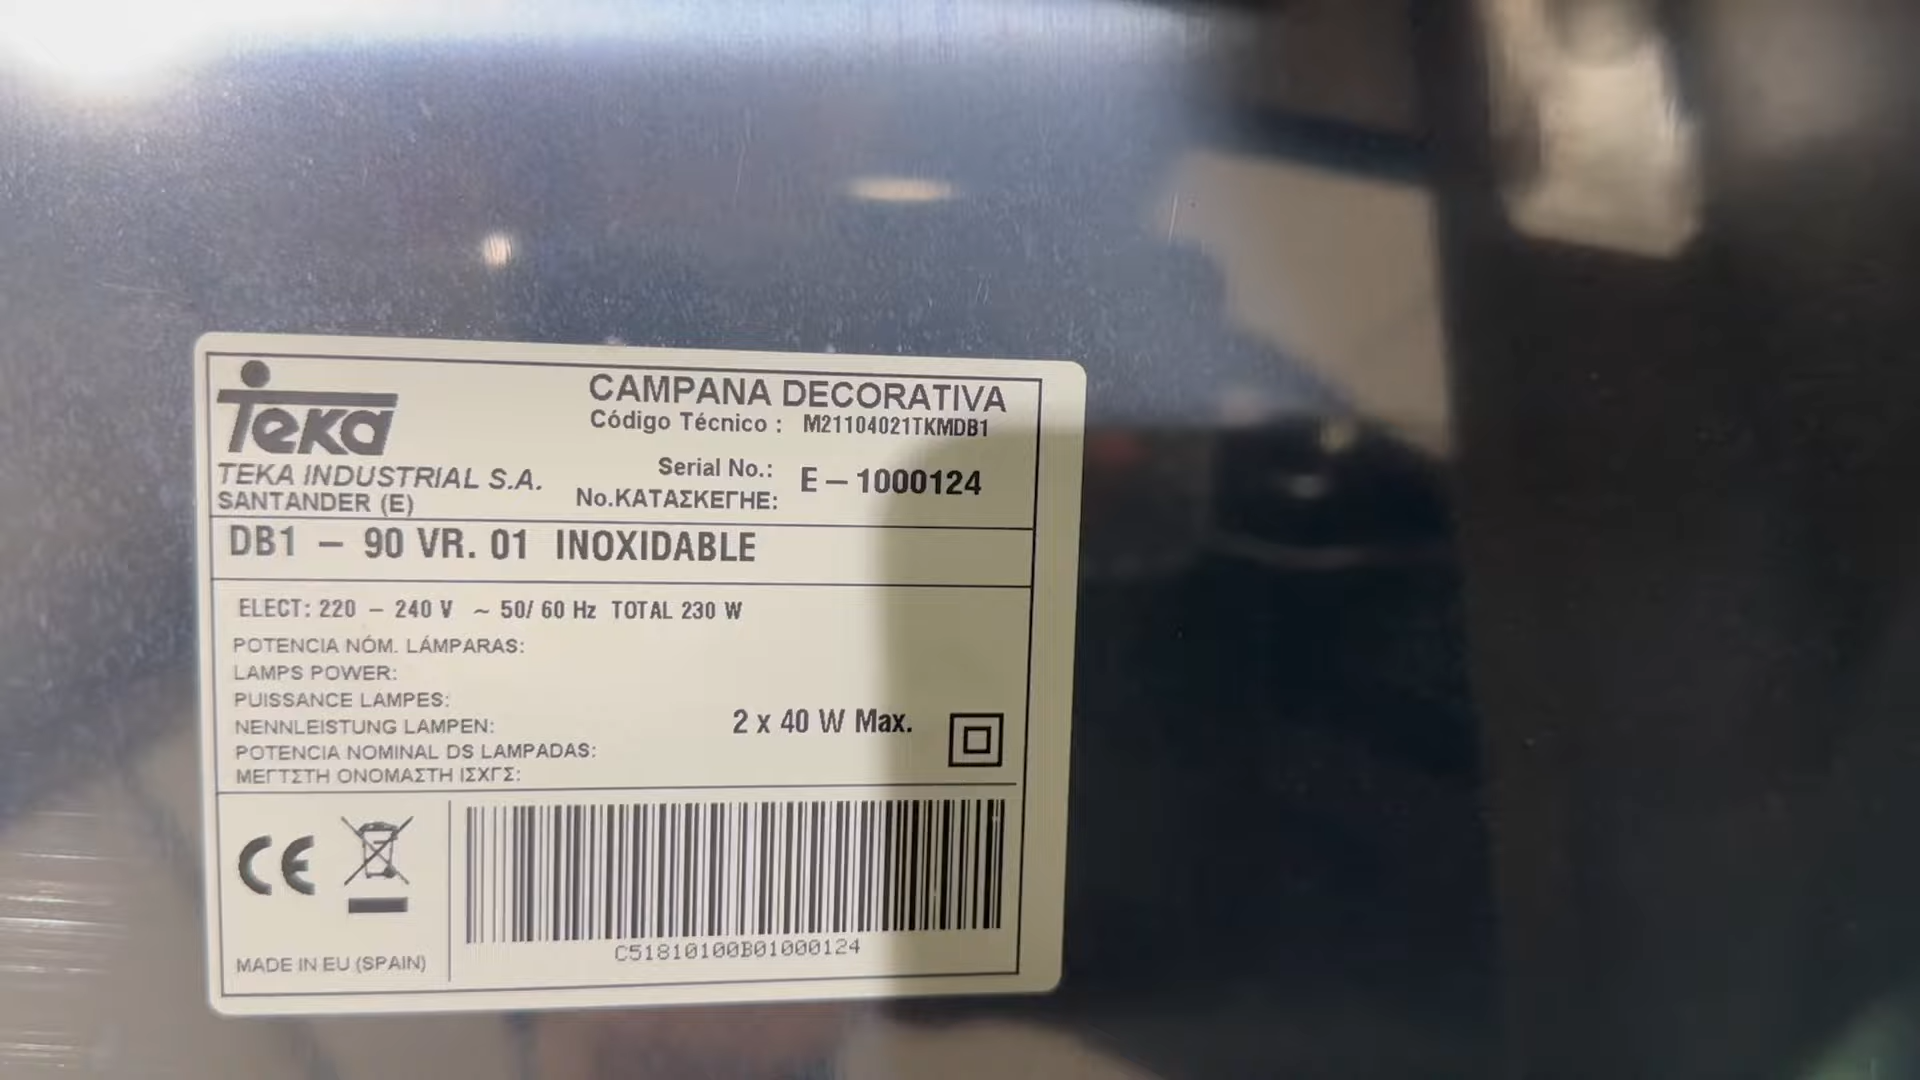 Teka
CAMPANA DECORATIVA
Código Técnico : M21104021TKMDB1
TEKA INDUSTRIAL S.A.
SANTANDER (E)
Serial No.: E – 1000124
No.ΚΑΤΑΣΚΕΓΗΕ:
DB1 – 90 VR. 01 INOXIDABLE
ELECT: 220 – 240 V ~ 50/ 60 Hz TOTAL 230 W
POTENCIA NÓM. LÁMPARAS:
LAMPS POWER:
PUISSANCE LAMPES:
NENNLEISTUNG LAMPEN:
POTENCIA NOMINAL DS LAMPADAS:
ΜΕΓΤΣΤΗ ΟΝΟΜΑΣΤΗ ΙΣΧΓΣ:
2 x 40 W Max.
CE
MADE IN EU (SPAIN)
C51810100B01000124